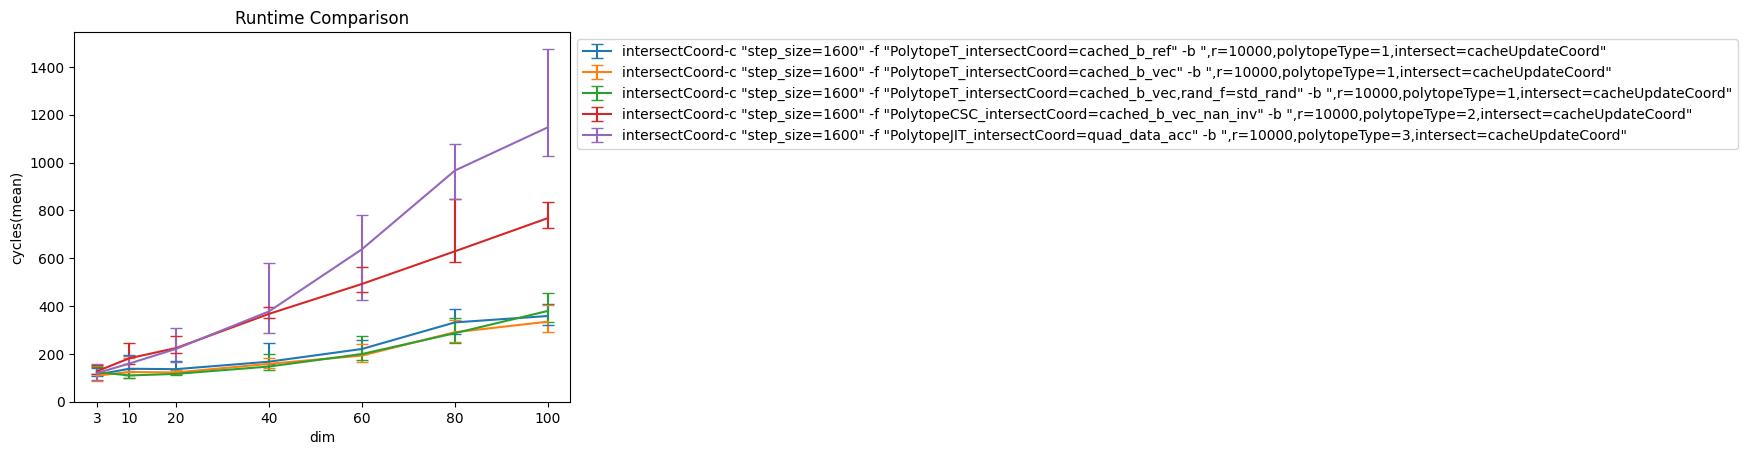 Runtime Comparison
intersectCoord-c "step_size=1600" -f "PolytopeT_intersectCoord=cached_b_ref" -b ",r=10000,polytopeType=1,intersect=cacheUpdateCoord"
intersectCoord-c "step_size=1600" -f "PolytopeT_intersectCoord=cached_b_vec" -b ",r=10000,polytopeType=1,intersect=cacheUpdateCoord"
intersectCoord-c "step_size=1600" -f "PolytopeT_intersectCoord=cached_b_vec,rand_f=std_rand" -b ",r=10000,polytopeType=1,intersect=cacheUpdateCoord"
intersectCoord-c "step_size=1600" -f "PolytopeCSC_intersectCoord=cached_b_vec_nan_inv" -b ",r=10000,polytopeType=2,intersect=cacheUpdateCoord"
intersectCoord-c "step_size=1600" -f "PolytopeJIT_intersectCoord=quad_data_acc" -b ",r=10000,polytopeType=3,intersect=cacheUpdateCoord"
cycles(mean)
1400
1200
1000
800
600
400
200
0
3 10 20 40 60 80 100
dim